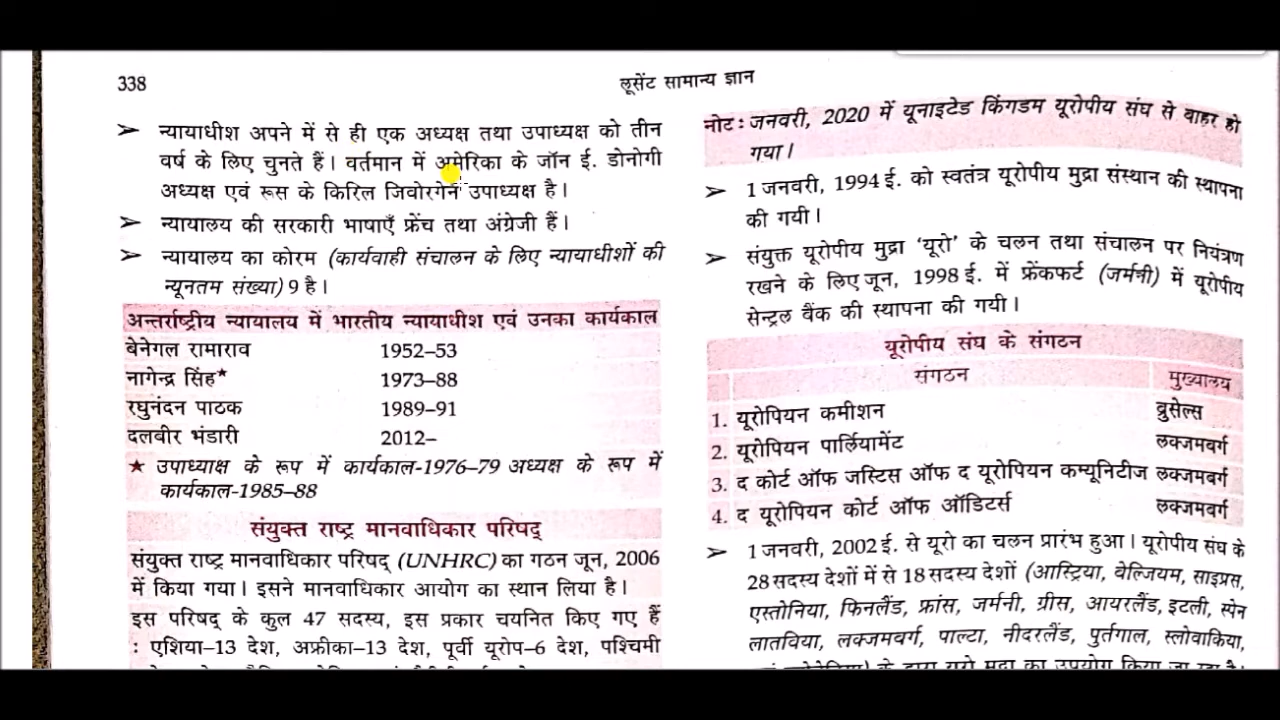 338
लूसेंट सामान्य ज्ञान
➢ न्यायाधीश अपने में से ही एक अध्यक्ष तथा उपाध्यक्ष को तीन
वर्ष के लिए चुनते हैं। वर्तमान में अमेरिका के जॉन ई. डोनोगी
अध्यक्ष एवं रूस के किरिल जिवोरगेन उपाध्यक्ष है।
➢ न्यायालय की सरकारी भाषाएँ फ्रेंच तथा अंग्रेजी हैं।
➢ न्यायालय का कोरम (कार्यवाही संचालन के लिए न्यायाधीशों की
न्यूनतम संख्या) 9 है।
अन्तर्राष्ट्रीय न्यायालय में भारतीय न्यायाधीश एवं उनका कार्यकाल
बेनेगल रामाराव 1952–53
नागेन्द्र सिंह★ 1973–88
रघुनंदन पाठक 1989–91
दलबीर भंडारी 2012–
★ उपाध्याक्ष के रूप में कार्यकाल-1976–79 अध्यक्ष के रूप में
कार्यकाल-1985–88
संयुक्त राष्ट्र मानवाधिकार परिषद्
संयुक्त राष्ट्र मानवाधिकार परिषद् (UNHRC) का गठन जून, 2006
में किया गया। इसने मानवाधिकार आयोग का स्थान लिया है।
इस परिषद् के कुल 47 सदस्य, इस प्रकार चयनित किए गए हैं
: एशिया–13 देश, अफ्रीका–13 देश, पूर्वी यूरोप–6 देश, पश्चिमी
नोट : जनवरी, 2020 में यूनाइटेड किंगडम यूरोपीय संघ से बाहर हो
गया।
➢ 1 जनवरी, 1994 ई. को स्वतंत्र यूरोपीय मुद्रा संस्थान की स्थापना
की गयी।
➢ संयुक्त यूरोपीय मुद्रा ‘यूरो’ के चलन तथा संचालन पर नियंत्रण
रखने के लिए जून, 1998 ई. में फ्रेंकफर्ट (जर्मनी) में यूरोपीय
सेन्ट्रल बैंक की स्थापना की गयी।
यूरोपीय संघ के संगठन
संगठन मुख्यालय
1. यूरोपियन कमीशन ब्रुसेल्स
2. यूरोपियन पार्लियामेंट लक्जमबर्ग
3. द कोर्ट ऑफ जस्टिस ऑफ द यूरोपियन कम्यूनिटीज लक्जमबर्ग
4. द यूरोपियन कोर्ट ऑफ ऑडिटर्स लक्जमबर्ग
➢ 1 जनवरी, 2002 ई. से यूरो का चलन प्रारंभ हुआ। यूरोपीय संघ के
28 सदस्य देशों में से 18 सदस्य देशों (आस्ट्रिया, वेल्जियम, साइप्रस,
एस्तोनिया, फिनलैंड, फ्रांस, जर्मनी, ग्रीस, आयरलैंड, इटली, स्पेन
लातविया, लक्जमबर्ग, पाल्टा, नीदरलैंड, पुर्तगाल, स्लोवाकिया,
के द्वारा यूरो मुद्रा का उपयोग किया जा रहा है।